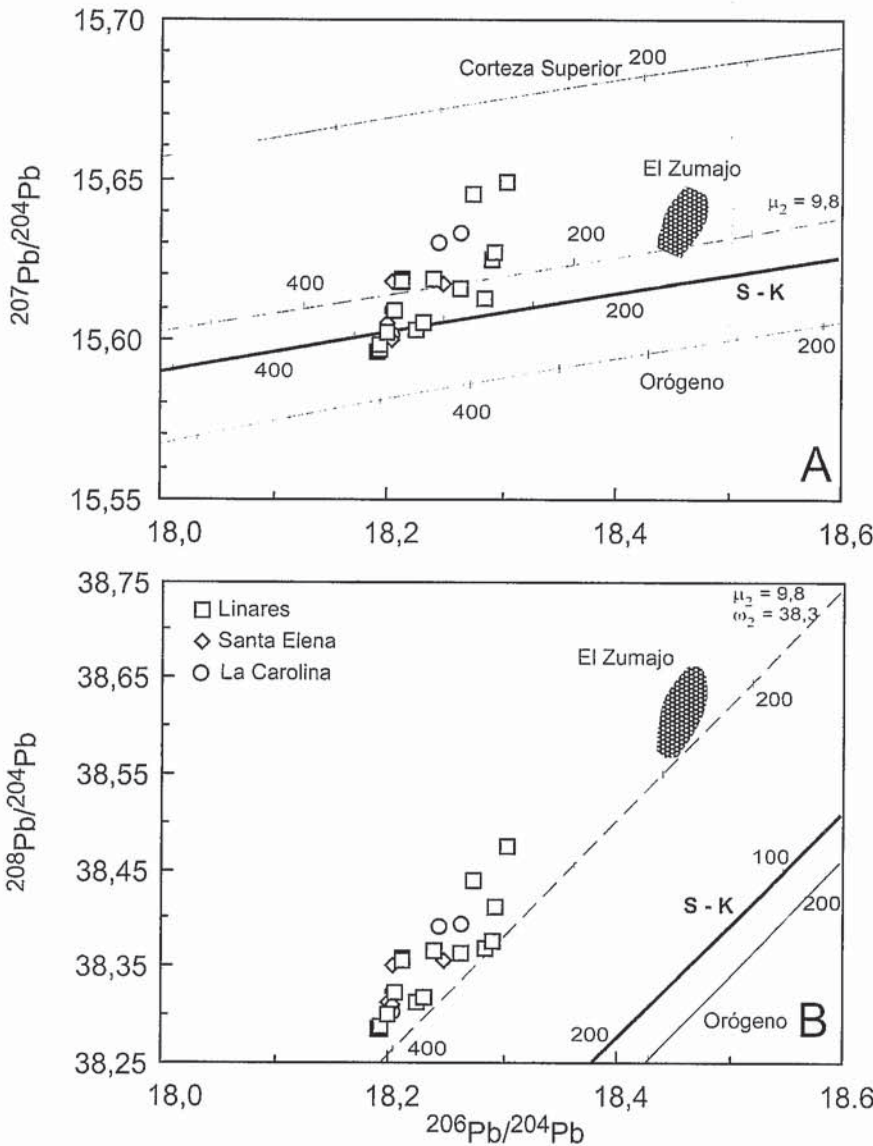 15,70
15,65
15,60
15,55
207Pb/204Pb
Corteza Superior
200
El Zumajo
μ2 = 9,8
200
400
S - K
200
400
200
Orógeno
400
A
18,0
18,2
18,4
18,6
38,75
38,65
38,55
38,45
38,35
38,25
208Pb/204Pb
Linares
Santa Elena
La Carolina
μ2 = 9,8
ω2 = 38,3
El Zumajo
200
100
S - K
200
400
200
Orógeno
B
18,0
18,2
18,4
18.6
206Pb/204Pb